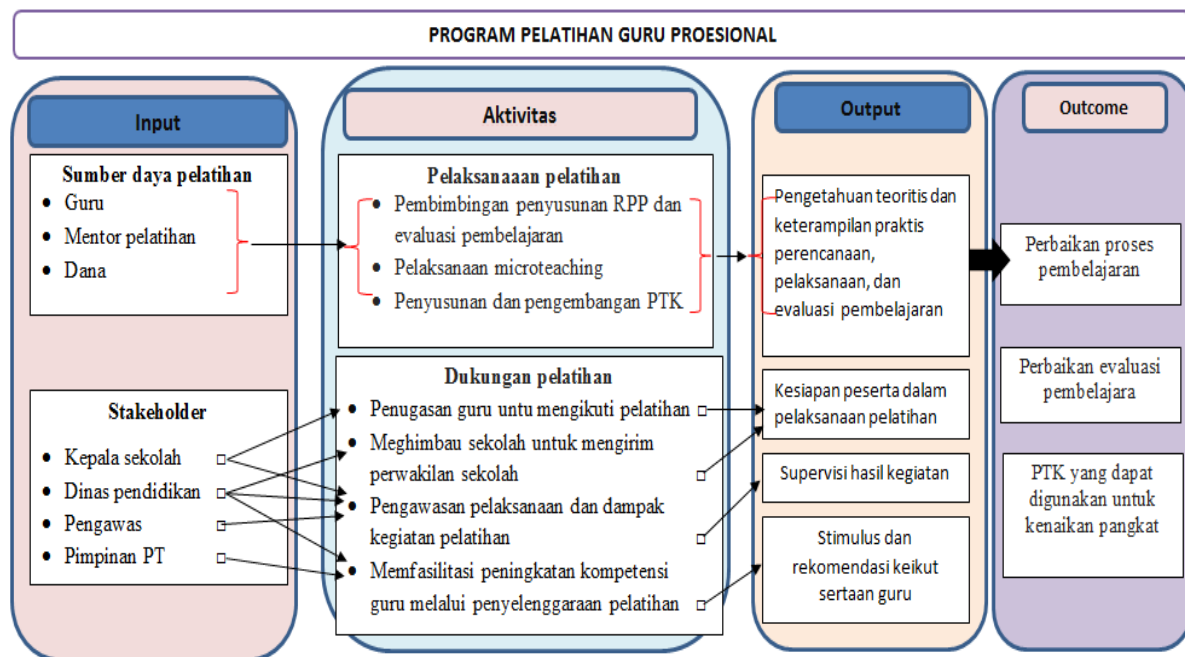 PROGRAM PELATIHAN GURU PROESIONAL
Input
Sumber daya pelatihan
• Guru
• Mentor pelatihan
• Dana
Stakeholder
• Kepala sekolah
• Dinas pendidikan
• Pengawas
• Pimpinan PT
Aktivitas
Pelaksanaaan pelatihan
• Pembimbingan penyusunan RPP dan
evaluasi pembelajaran
• Pelaksanaan microteaching
• Penyusunan dan pengembangan PTK
Dukungan pelatihan
• Penugasan guru untu mengikuti pelatihan
• Meghimbau sekolah untuk mengirim
perwakilan sekolah
• Pengawasan pelaksanaan dan dampak
kegiatan pelatihan
• Memfasilitasi peningkatan kompetensi
guru melalui penyelenggaraan pelatihan
Output
Pengetahuan teoritis dan
keterampilan praktis
perencanaan,
pelaksanaan, dan
evaluasi pembelajaran
Kesiapan peserta dalam
pelaksanaan pelatihan
Supervisi hasil kegiatan
Stimulus dan
rekomendasi keikut
sertaan guru
Outcome
Perbaikan proses
pembelajaran
Perbaikan evaluasi
pembelajara
PTK yang dapat
digunakan untuk
kenaikan pangkat